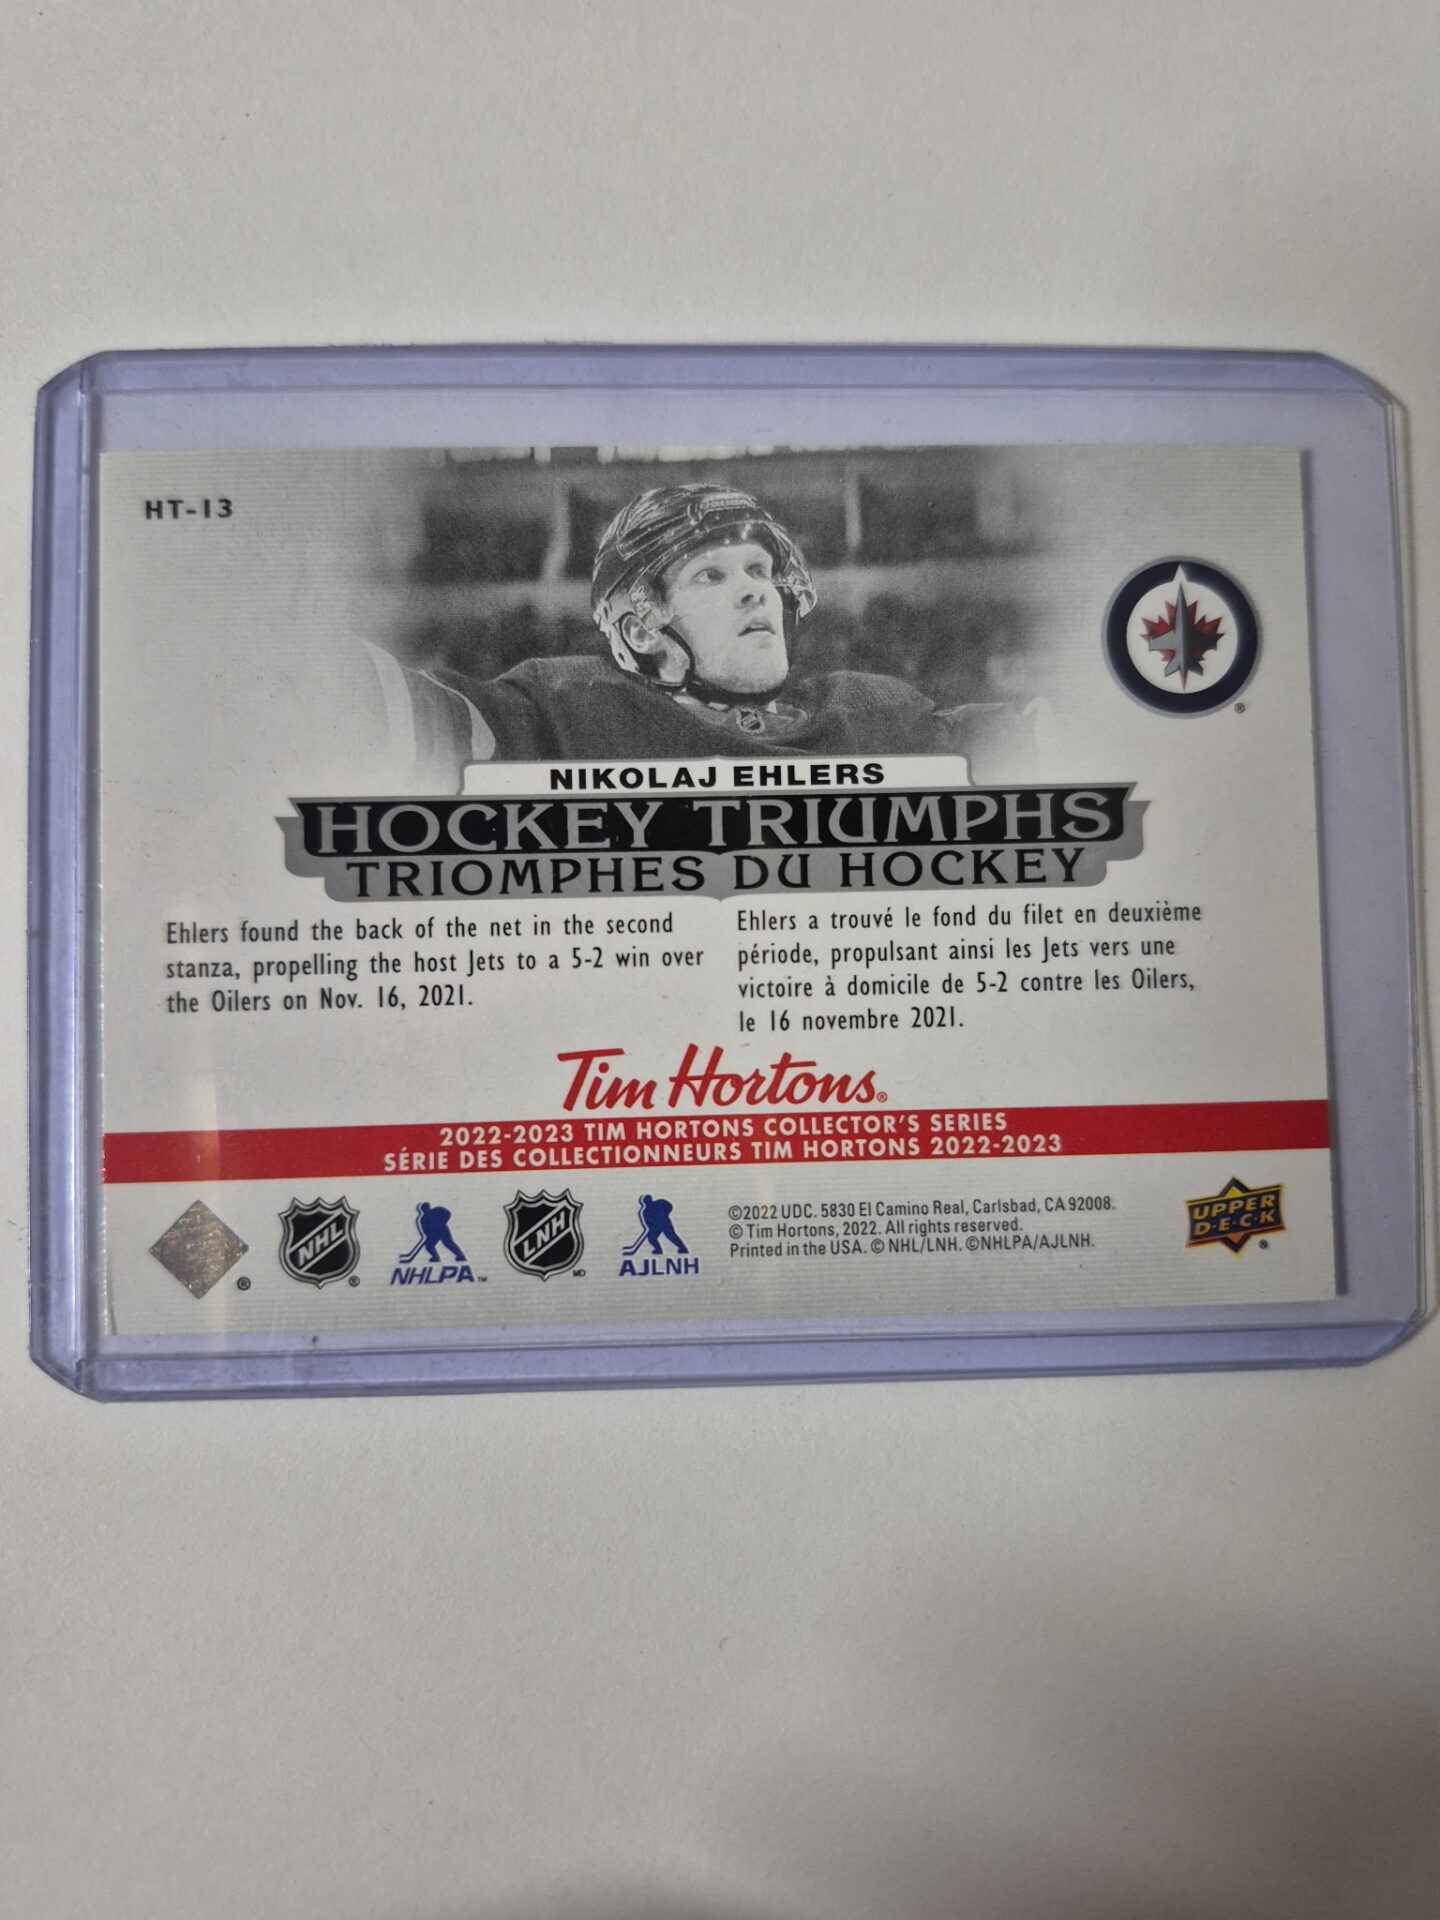 HT-13
NIKOLAJ EHLERS
HOCKEY TRIUMPHS
TRIOMPHES DU HOCKEY
Ehlers found the back of the net in the second
stanza, propelling the host Jets to a 5-2 win over
the Oilers on Nov. 16, 2021.
Ehlers a trouvé le fond du filet en deuxième
période, propulsant ainsi les Jets vers une
victoire à domicile de 5-2 contre les Oilers,
le 16 novembre 2021.
Tim Hortons®
2022-2023 TIM HORTONS COLLECTOR'S SERIES
SÉRIE DES COLLECTIONNEURS TIM HORTONS 2022-2023
NHL ®
NHLPA™
LNH MD
AJLNH
©2022 UDC. 5830 El Camino Real, Carlsbad, CA 92008.
© Tim Hortons, 2022. All rights reserved.
Printed in the USA. © NHL/LNH. ©NHLPA/AJLNH.
UPPER
D·E·C·K ®